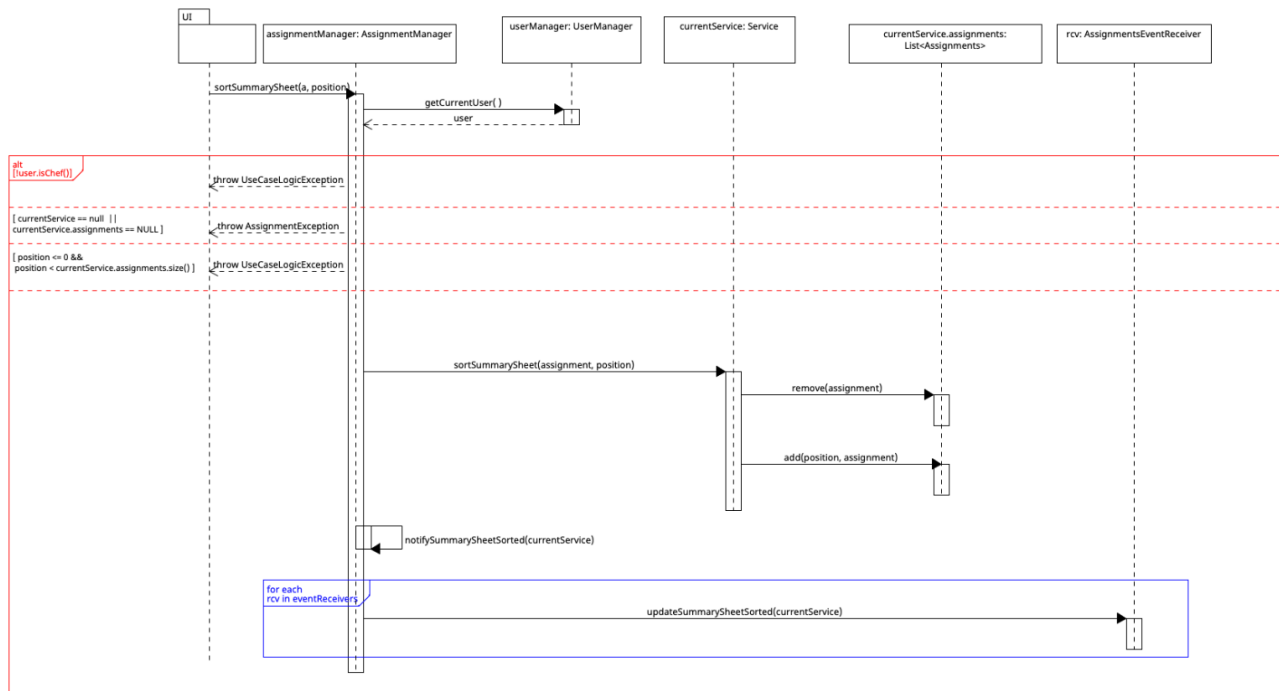 UI
assignmentManager: AssignmentManager
userManager: UserManager
currentService: Service
currentService.assignments:
List<Assignments>
rcv: AssignmentsEventReceiver
sortSummarySheet(a, position)
getCurrentUser( )
user
alt
[!user.isChef()]
throw UseCaseLogicException
[ currentService == null  ||
currentService.assignments == NULL ]
throw AssignmentException
[ position <= 0 &&
position < currentService.assignments.size() ]
throw UseCaseLogicException
sortSummarySheet(assignment, position)
remove(assignment)
add(position, assignment)
notifySummarySheetSorted(currentService)
for each
rcv in eventReceivers
updateSummarySheetSorted(currentService)